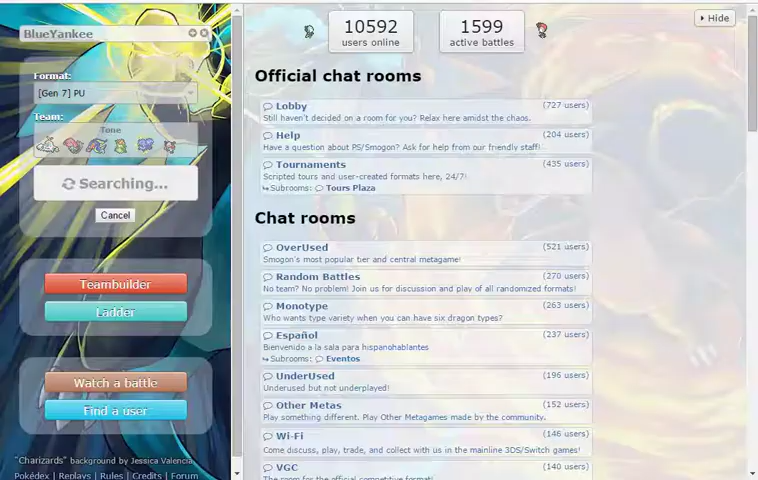 BlueYankee
Format:
[Gen 7] PU
Team:
Tone
Searching...
Cancel
Teambuilder
Ladder
Watch a battle
Find a user
"Charizards" background by Jessica Valencia
Pokédex | Replays | Rules | Credits | Forum
10592
users online
1599
active battles
Hide
Official chat rooms
Lobby (727 users)
Still haven't decided on a room for you? Relax here amidst the chaos.
Help (204 users)
Have a question about PS/Smogon? Ask for help from our friendly staff!
Tournaments (435 users)
Scripted tours and user-created formats here, 24/7!
Subrooms: Tours Plaza
Chat rooms
OverUsed (521 users)
Smogon's most popular tier and central metagame!
Random Battles (270 users)
No team? No problem! Join us for discussion and play of all randomized formats!
Monotype (263 users)
Who wants type variety when you can have six dragon types?
Español (237 users)
Bienvenido a la sala para hispanohablantes
Subrooms: Eventos
UnderUsed (196 users)
Underused but not underplayed!
Other Metas (152 users)
Play something different. Play Other Metagames made by the community.
Wi-Fi (146 users)
Come discuss, play, trade, and collect with us in the mainline 3DS/Switch games!
VGC (140 users)
The room for the official competitive format!